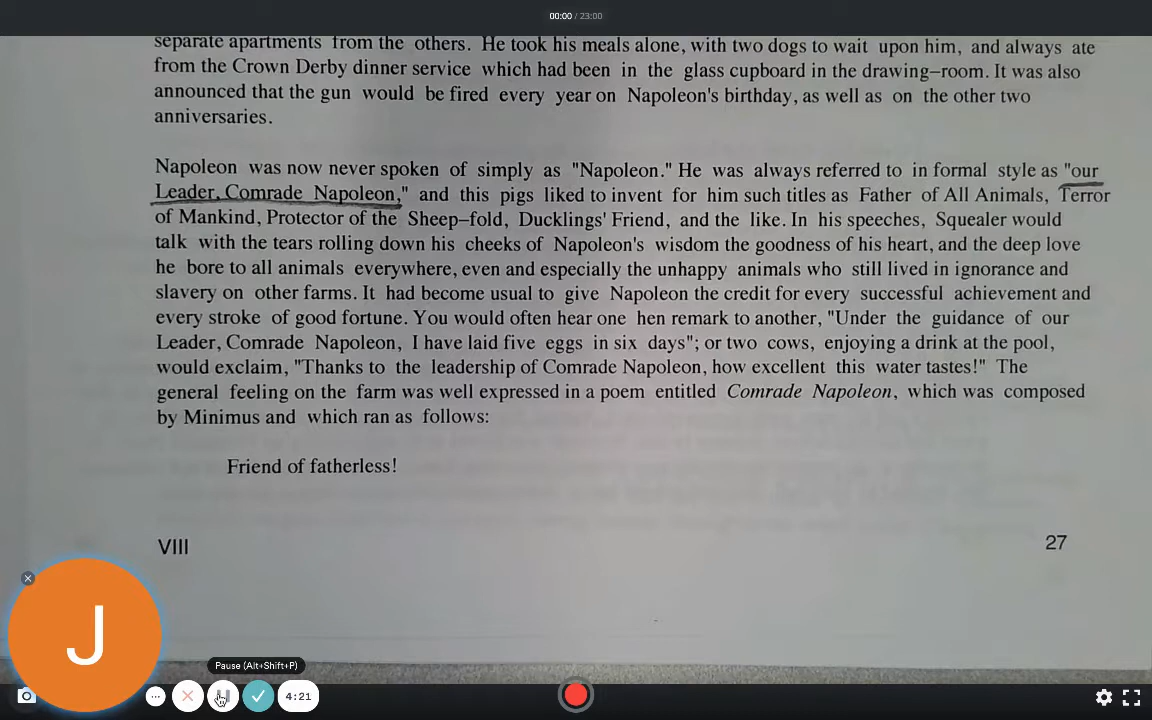 00:00 / 23:00
separate apartments from the others. He took his meals alone, with two dogs to wait upon him, and always ate
from the Crown Derby dinner service which had been in the glass cupboard in the drawing–room. It was also
announced that the gun would be fired every year on Napoleon's birthday, as well as on the other two
anniversaries.
Napoleon was now never spoken of simply as "Napoleon." He was always referred to in formal style as "our
Leader, Comrade Napoleon," and this pigs liked to invent for him such titles as Father of All Animals, Terror
of Mankind, Protector of the Sheep–fold, Ducklings' Friend, and the like. In his speeches, Squealer would
talk with the tears rolling down his cheeks of Napoleon's wisdom the goodness of his heart, and the deep love
he bore to all animals everywhere, even and especially the unhappy animals who still lived in ignorance and
slavery on other farms. It had become usual to give Napoleon the credit for every successful achievement and
every stroke of good fortune. You would often hear one hen remark to another, "Under the guidance of our
Leader, Comrade Napoleon, I have laid five eggs in six days"; or two cows, enjoying a drink at the pool,
would exclaim, "Thanks to the leadership of Comrade Napoleon, how excellent this water tastes!" The
general feeling on the farm was well expressed in a poem entitled Comrade Napoleon, which was composed
by Minimus and which ran as follows:
Friend of fatherless!
VIII 27
J
Pause (Alt+Shift+P)
4:21